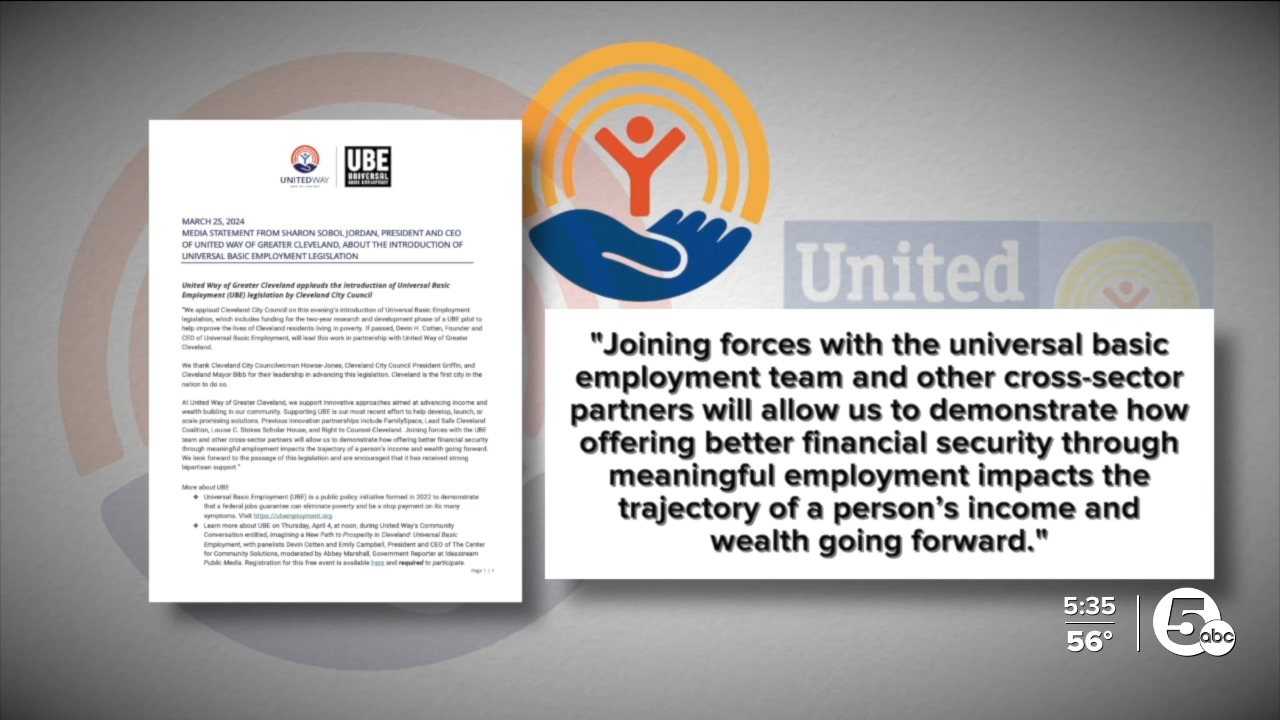 UNITEDWAY
UBE
UNIVERSAL
BASIC EMPLOYMENT
MARCH 25, 2024
MEDIA STATEMENT FROM SHARON SOBOL JORDAN, PRESIDENT AND CEO
OF UNITED WAY OF GREATER CLEVELAND, ABOUT THE INTRODUCTION OF
UNIVERSAL BASIC EMPLOYMENT LEGISLATION
United Way of Greater Cleveland applauds the introduction of Universal Basic
Employment (UBE) legislation by Cleveland City Council
"We applaud Cleveland City Council on this evening's introduction of Universal Basic Employment
legislation, which includes funding for the two-year research and development phase of a UBE pilot to
help improve the lives of Cleveland residents living in poverty. If passed, Devin H. Cotten, Founder and
CEO of Universal Basic Employment, will lead this work in partnership with United Way of Greater
Cleveland.
We thank Cleveland City Councilwoman Howse-Jones, Cleveland City Council President Griffin, and
Cleveland Mayor Bibb for their leadership in advancing this legislation. Cleveland is the first city in the
nation to do so.
At United Way of Greater Cleveland, we support innovative approaches aimed at advancing income and
wealth building in our community. Supporting UBE is our most recent effort to help develop, launch, or
scale promising solutions. Previous innovation partnerships include FamilySpace, Lead Safe Cleveland
Coalition, Louise C. Stokes Scholar House, and Right to Counsel-Cleveland. Joining forces with the UBE
team and other cross-sector partners will allow us to demonstrate how offering better financial security
through meaningful employment impacts the trajectory of a person's income and wealth going forward.
We look forward to the passage of this legislation and are encouraged that it has received strong
bipartisan support."
More about UBE
❖ Universal Basic Employment (UBE) is a public policy initiative formed in 2022 to demonstrate
that a federal jobs guarantee can eliminate poverty and be a stop payment on its many
symptoms. Visit https://ubemployment.org
❖ Learn more about UBE on Thursday, April 4, at noon, during United Way's Community
Conversation entitled, Imagining a New Path to Prosperity in Cleveland: Universal Basic
Employment, with panelists Devin Cotten and Emily Campbell, President and CEO of The Center
for Community Solutions, moderated by Abbey Marshall, Government Reporter at Ideastream
Public Media. Registration for this free event is available here and required to participate.
Page 1 | 1
United
"Joining forces with the universal basic
employment team and other cross-sector
partners will allow us to demonstrate how
offering better financial security through
meaningful employment impacts the
trajectory of a person's income and
wealth going forward."
5:35
56°
5
abc